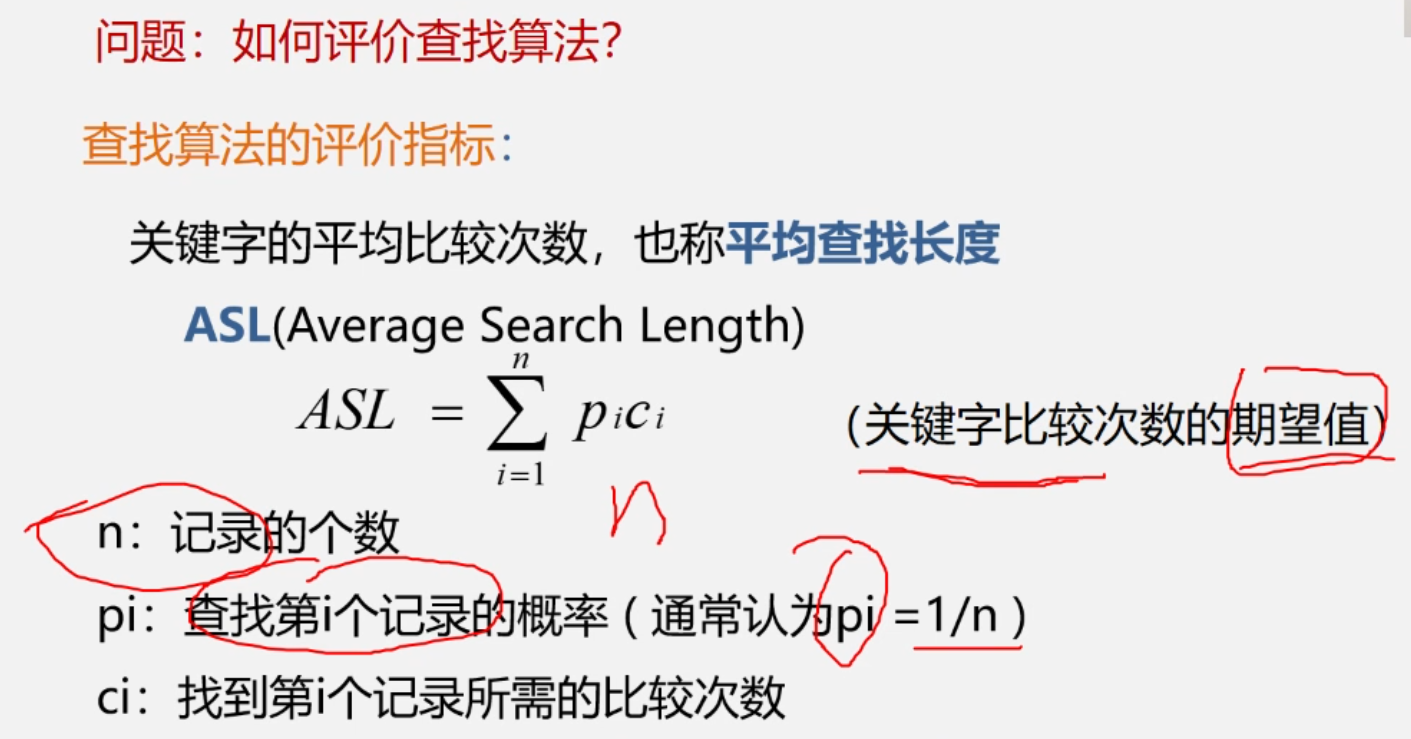 问题：如何评价查找算法？
查找算法的评价指标：
关键字的平均比较次数，也称平均查找长度
ASL(Average Search Length)
n
ASL = ∑ pici （关键字比较次数的期望值）
i=1
n
n：记录的个数
pi：查找第i个记录的概率 ( 通常认为pi =1/n )
ci：找到第i个记录所需的比较次数